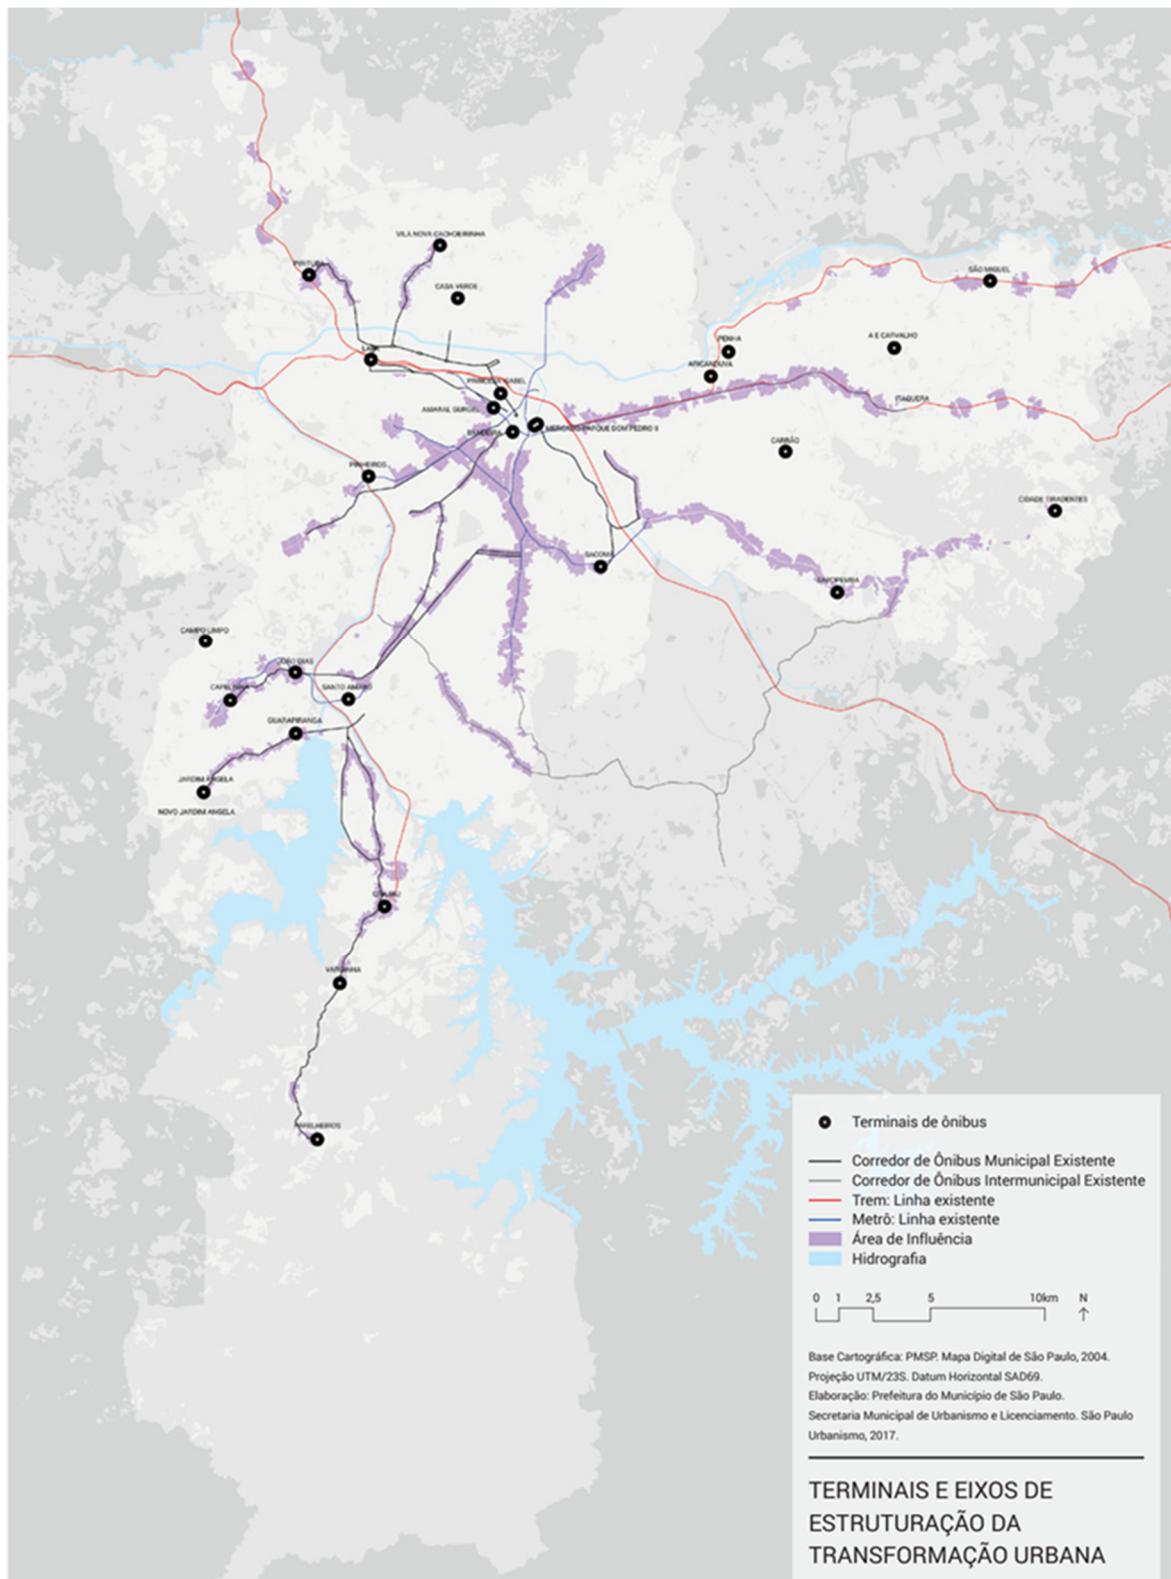 VILA NOVA CACHOEIRINHA
PIRITUBA
SÃO MIGUEL
CASA VERDE
A E CARVALHO
PENHA
LAPA
ARICANDUVA
PRINCESA ISABEL
ITAQUERA
AMARAL GURGEL
MERCADO PARQUE DOM PEDRO II
BANDEIRA
CARRÃO
PINHEIROS
CIDADE TIRADENTES
SACOMÃ
SAPOPEMBA
CAMPO LIMPO
JOÃO DIAS
CAPELINHA
SANTO AMARO
GUARAPIRANGA
JARDIM ANGELA
NOVO JARDIM ANGELA
GRAJAÚ
VARGINHA
PARELHEIROS
Terminais de ônibus
Corredor de Ônibus Municipal Existente
Corredor de Ônibus Intermunicipal Existente
Trem: Linha existente
Metrô: Linha existente
Área de Influência
Hidrografia
0 1 2,5 5 10km N
Base Cartográfica: PMSP. Mapa Digital de São Paulo, 2004.
Projeção UTM/23S. Datum Horizontal SAD69.
Elaboração: Prefeitura do Município de São Paulo.
Secretaria Municipal de Urbanismo e Licenciamento. São Paulo
Urbanismo, 2017.
TERMINAIS E EIXOS DE
ESTRUTURAÇÃO DA
TRANSFORMAÇÃO URBANA